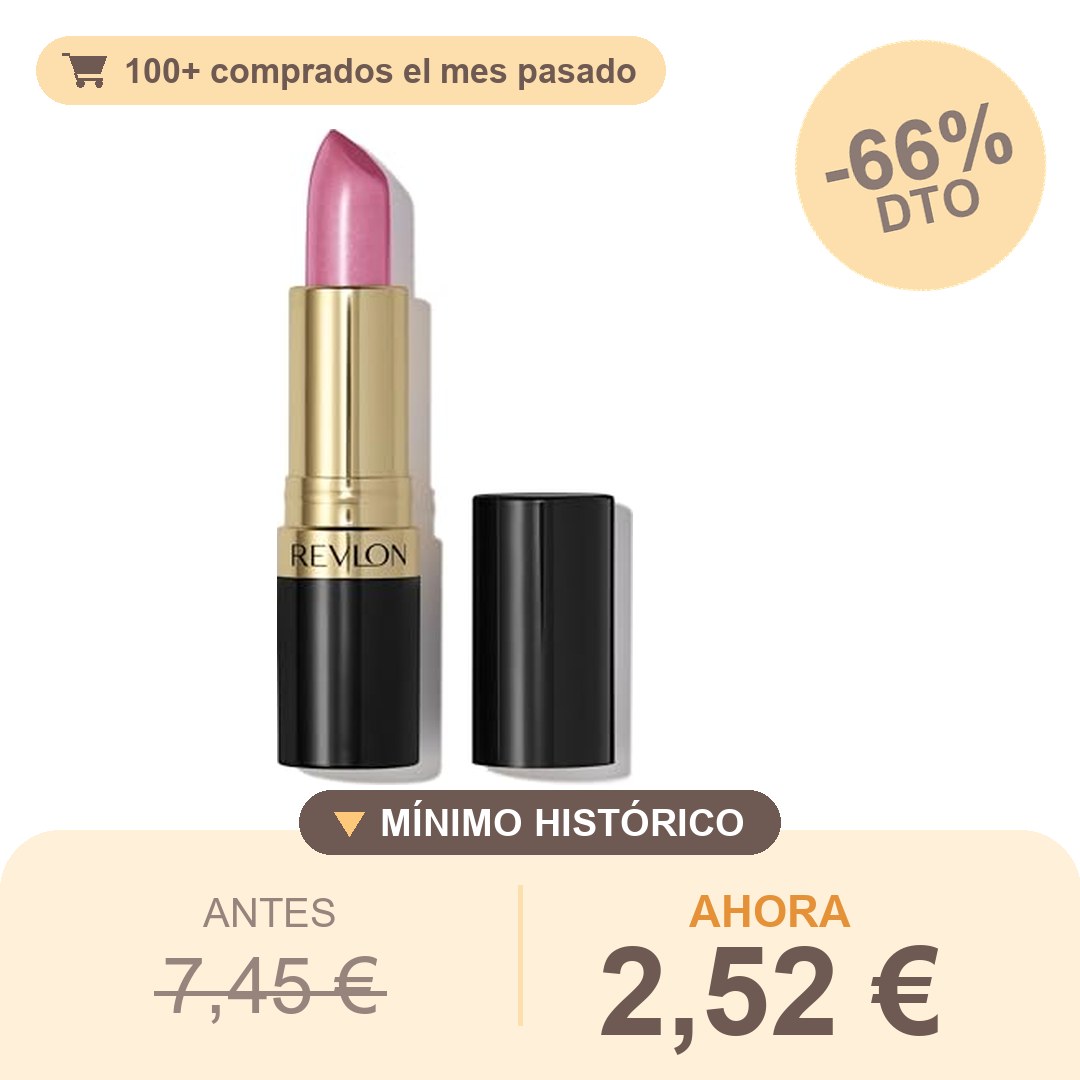 100+ comprados el mes pasado
-66%
DTO
REVLON
MÍNIMO HISTÓRICO
ANTES
7,45 €
AHORA
2,52 €